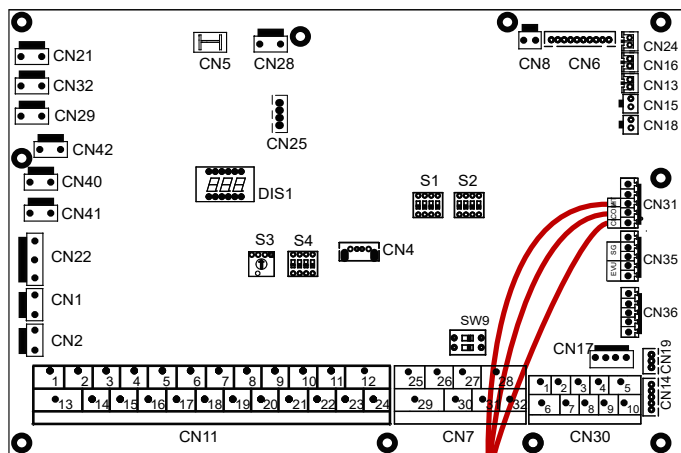 CN21
CN5
CN28
CN8
CN6
CN24
CN16
CN13
CN15
CN18
CN32
CN29
CN25
CN42
CN40
CN41
DIS1
S1
S2
CN31
CN22
S3
S4
CN4
SG
EVU
CN35
CN1
CN2
SW9
CN36
CN17
CN19
CN14
1 2 3 4 5 6 7 8 9 10 11 12
13 14 15 16 17 18 19 20 21 22 23 24
25 26 27 28
29 30 31 32
1 2 3 4 5
6 7 8 9 10
CN11
CN7
CN30